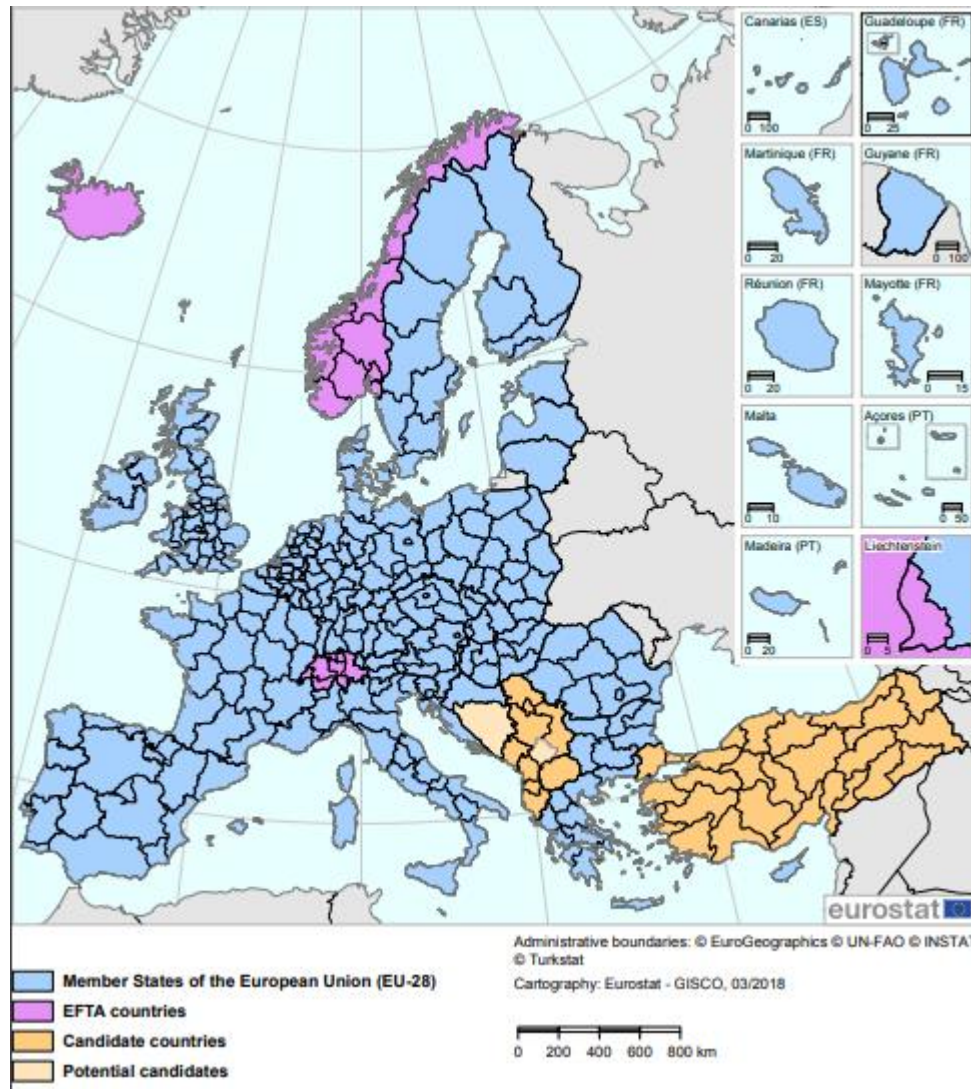 Canarias (ES)
0 100
Guadeloupe (FR)
0 25
Martinique (FR)
0 20
Guyane (FR)
0 100
Réunion (FR)
0 20
Mayotte (FR)
0 15
Malta
0 10
Açores (PT)
0 50
Madeira (PT)
0 20
Liechtenstein
0 5
eurostat
Administrative boundaries: © EuroGeographics © UN-FAO © INSTAT
© Turkstat
Cartography: Eurostat - GISCO, 03/2018
Member States of the European Union (EU-28)
EFTA countries
Candidate countries
Potential candidates
0 200 400 600 800 km